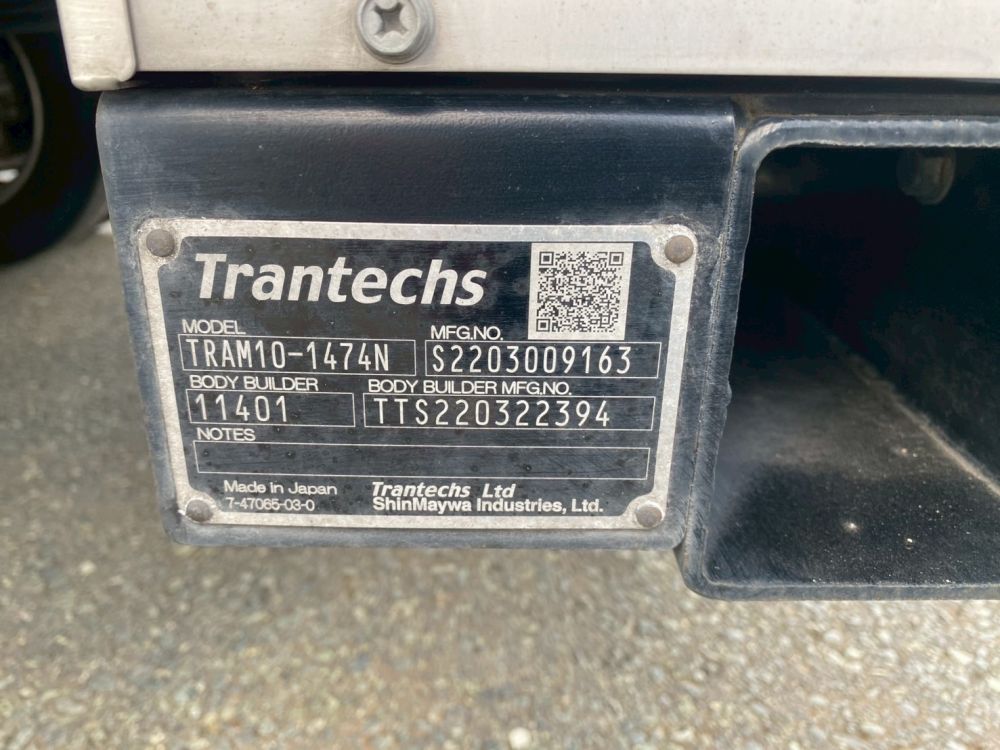 Trantechs
MODEL MFG.NO.
TRAM10-1474N S2203009163
BODY BUILDER BODY BUILDER MFG.NO.
11401 TTS220322394
NOTES
Made in Japan Trantechs Ltd
7-47065-03-0 ShinMaywa Industries, Ltd.